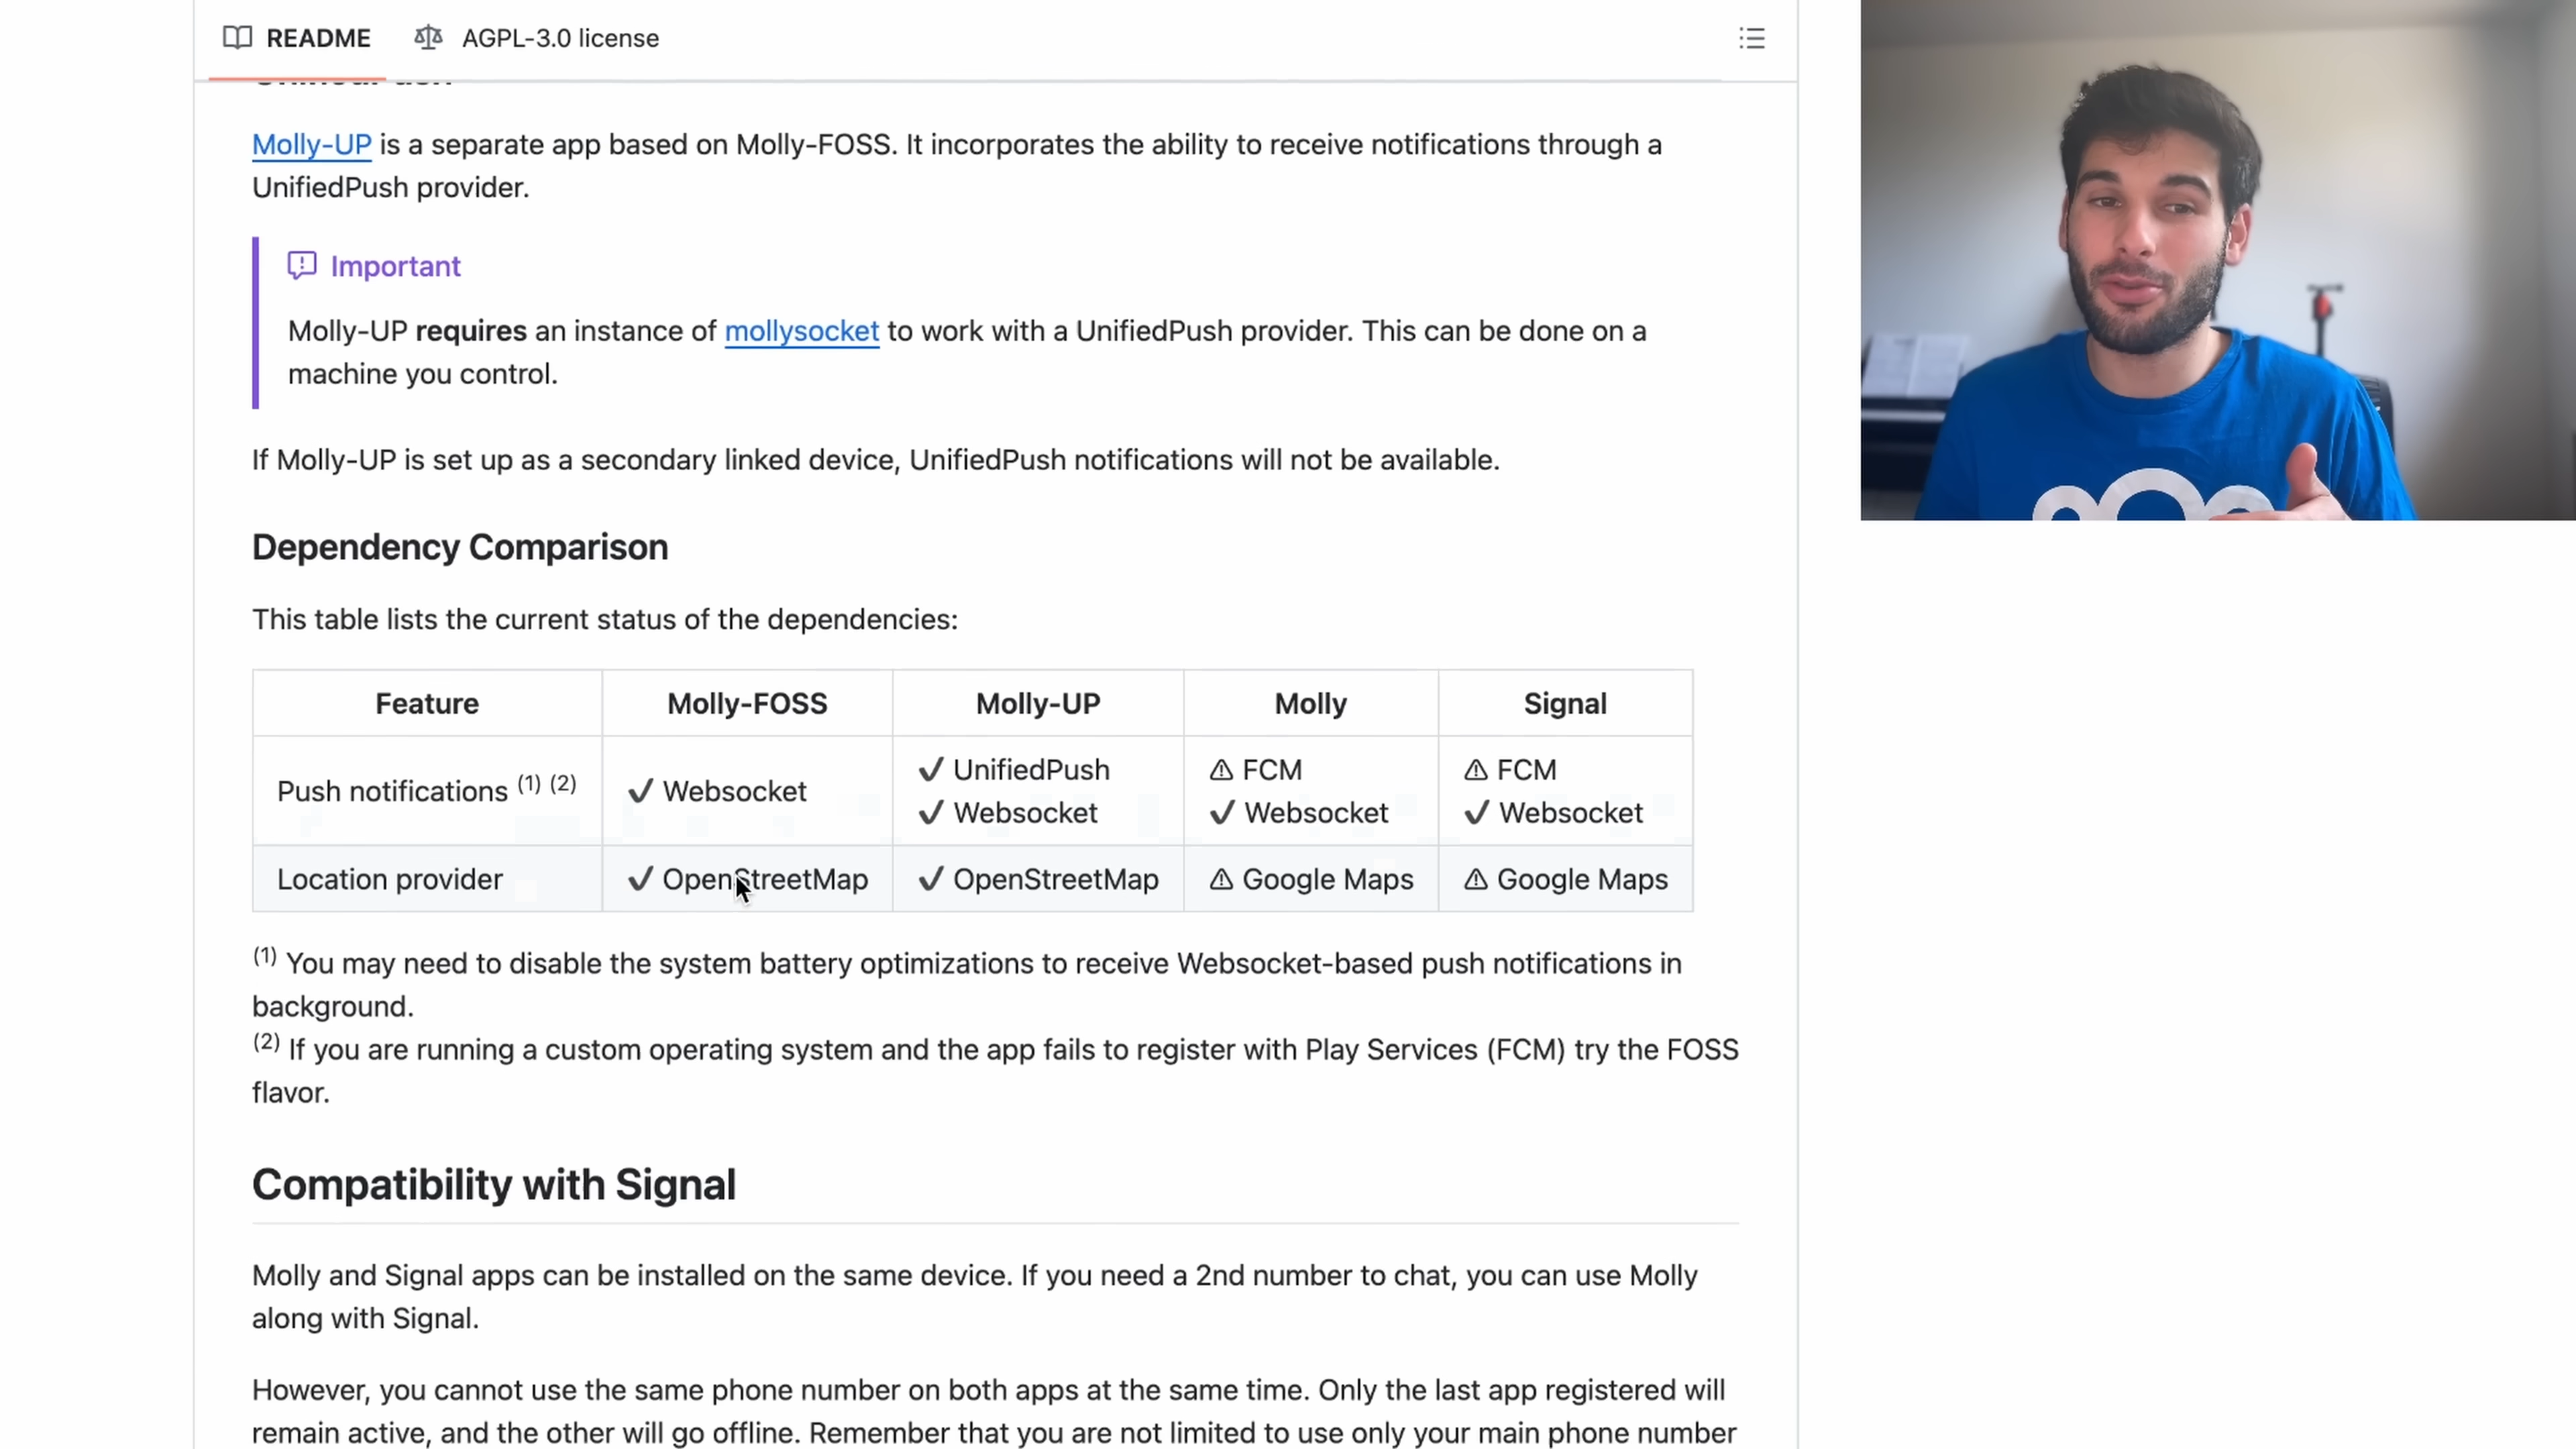 README AGPL-3.0 license
Molly-UP is a separate app based on Molly-FOSS. It incorporates the ability to receive notifications through a
UnifiedPush provider.
Important
Molly-UP requires an instance of mollysocket to work with a UnifiedPush provider. This can be done on a
machine you control.
If Molly-UP is set up as a secondary linked device, UnifiedPush notifications will not be available.
Dependency Comparison
This table lists the current status of the dependencies:
Feature Molly-FOSS Molly-UP Molly Signal
Push notifications (1) (2) ✔ Websocket ✔ UnifiedPush ⚠ FCM ⚠ FCM
✔ Websocket ✔ Websocket ✔ Websocket
Location provider ✔ OpenStreetMap ✔ OpenStreetMap ⚠ Google Maps ⚠ Google Maps
(1) You may need to disable the system battery optimizations to receive Websocket-based push notifications in
background.
(2) If you are running a custom operating system and the app fails to register with Play Services (FCM) try the FOSS
flavor.
Compatibility with Signal
Molly and Signal apps can be installed on the same device. If you need a 2nd number to chat, you can use Molly
along with Signal.
However, you cannot use the same phone number on both apps at the same time. Only the last app registered will
remain active, and the other will go offline. Remember that you are not limited to use only your main phone number